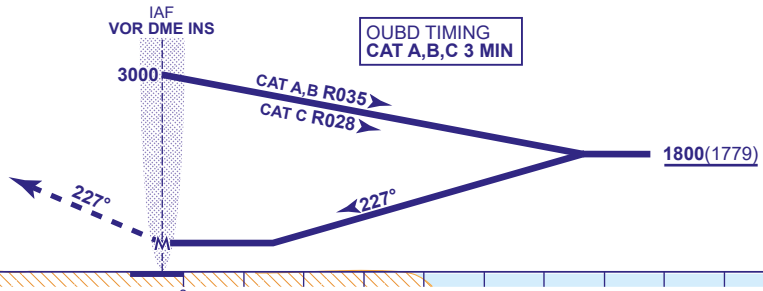 IAF
VOR DME INS
OUBD TIMING
CAT A,B,C 3 MIN
3000
CAT A,B R035
CAT C R028
1800(1779)
227°
227°
M